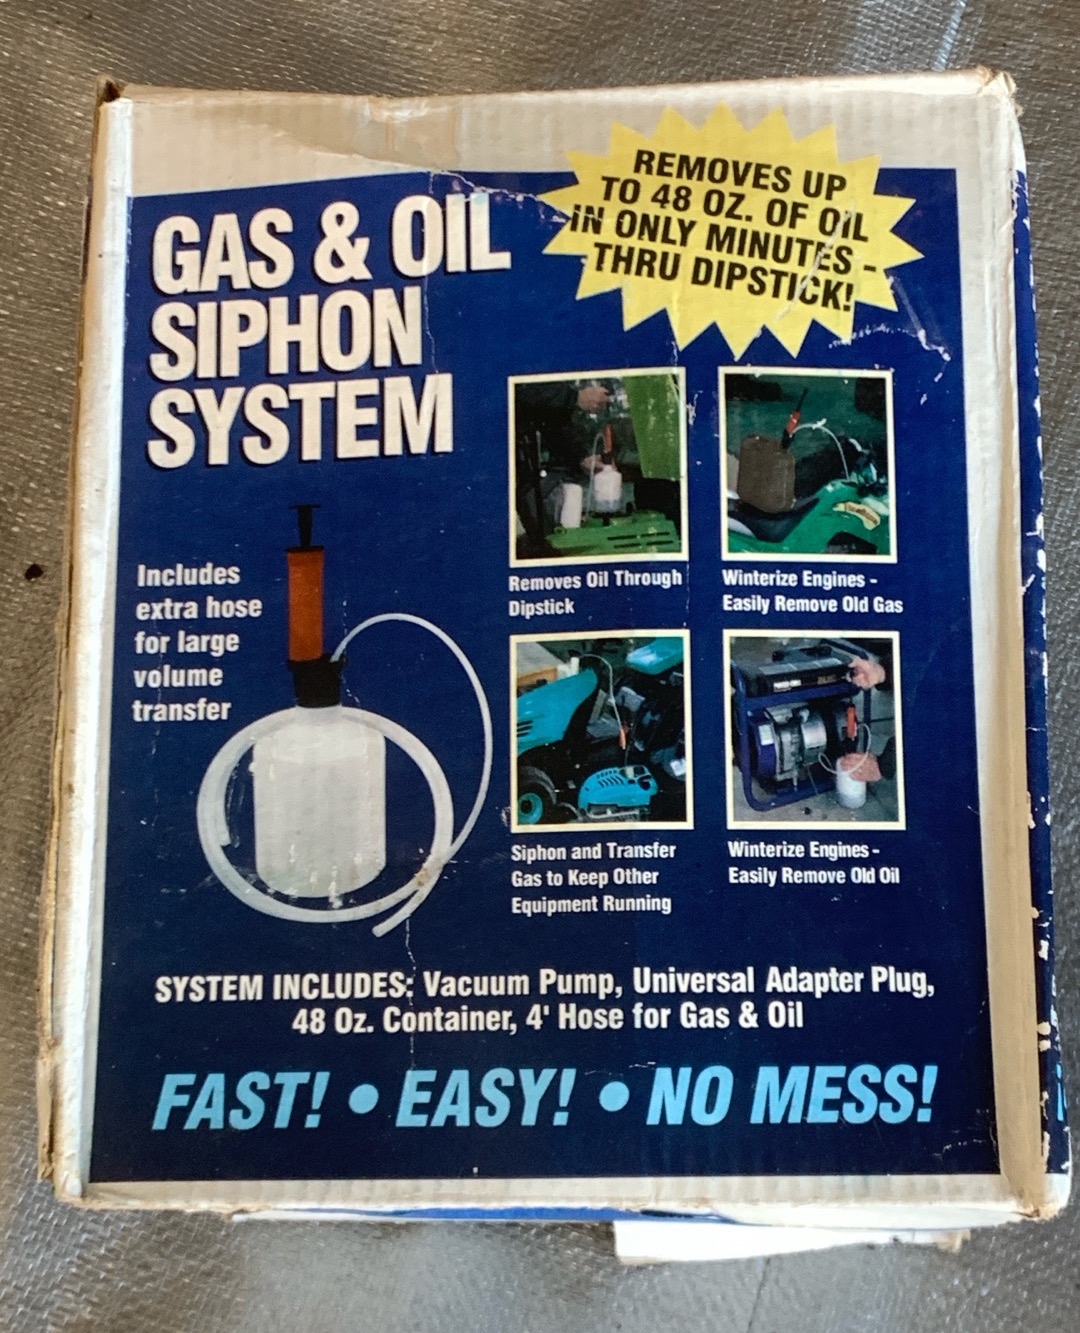 REMOVES UP
TO 48 OZ. OF OIL
IN ONLY MINUTES -
THRU DIPSTICK!
GAS & OIL
SIPHON
SYSTEM
Includes
extra hose
for large
volume
transfer
Removes Oil Through
Dipstick
Winterize Engines -
Easily Remove Old Gas
Siphon and Transfer
Gas to Keep Other
Equipment Running
Winterize Engines -
Easily Remove Old Oil
SYSTEM INCLUDES: Vacuum Pump, Universal Adapter Plug,
48 Oz. Container, 4' Hose for Gas & Oil
FAST! • EASY! • NO MESS!